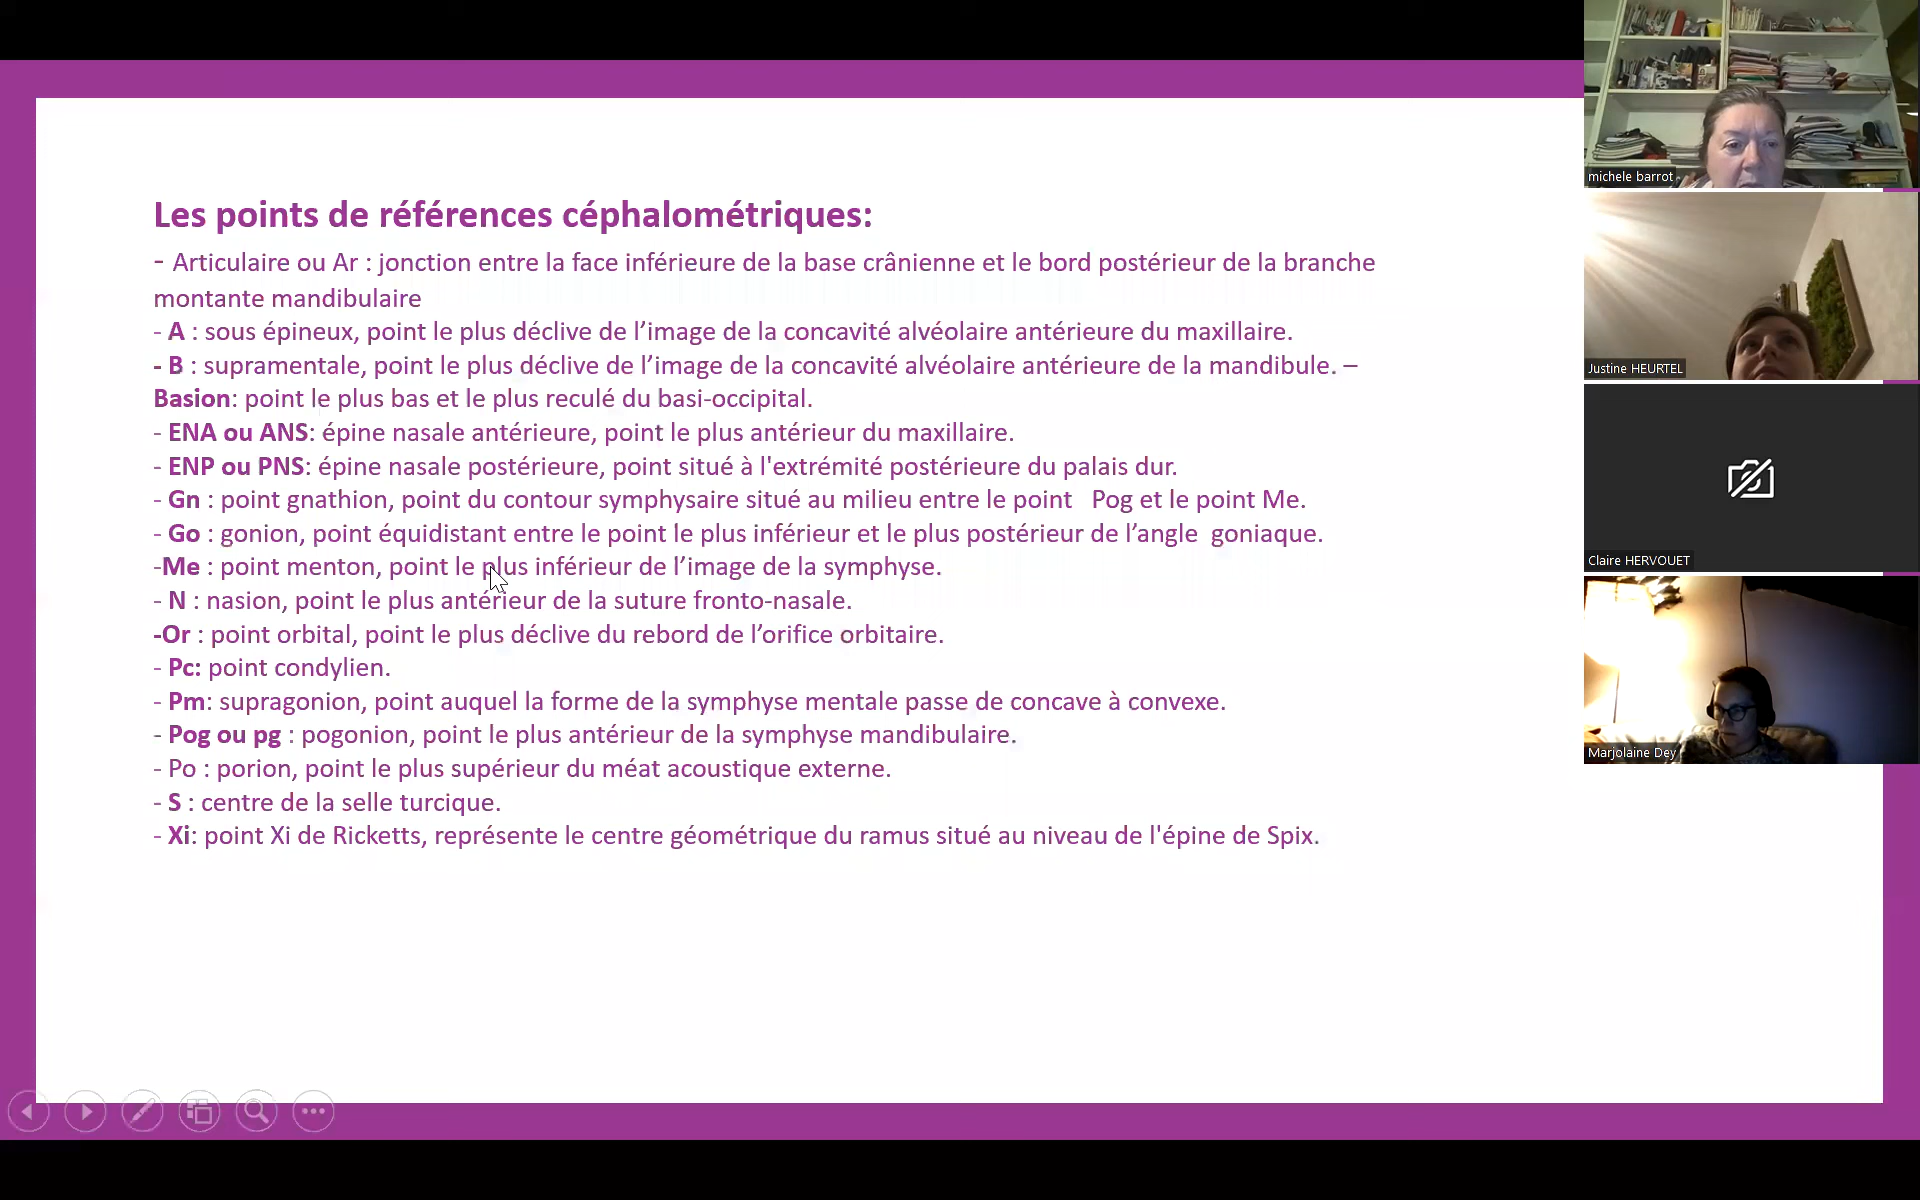 Les points de références céphalométriques:
- Articulaire ou Ar : jonction entre la face inférieure de la base crânienne et le bord postérieur de la branche
montante mandibulaire
- A : sous épineux, point le plus déclive de l’image de la concavité alvéolaire antérieure du maxillaire.
- B : supramentale, point le plus déclive de l’image de la concavité alvéolaire antérieure de la mandibule. –
Basion: point le plus bas et le plus reculé du basi-occipital.
- ENA ou ANS: épine nasale antérieure, point le plus antérieur du maxillaire.
- ENP ou PNS: épine nasale postérieure, point situé à l'extrémité postérieure du palais dur.
- Gn : point gnathion, point du contour symphysaire situé au milieu entre le point Pog et le point Me.
- Go : gonion, point équidistant entre le point le plus inférieur et le plus postérieur de l’angle goniaque.
-Me : point menton, point le plus inférieur de l’image de la symphyse.
- N : nasion, point le plus antérieur de la suture fronto-nasale.
-Or : point orbital, point le plus déclive du rebord de l’orifice orbitaire.
- Pc: point condylien.
- Pm: supragonion, point auquel la forme de la symphyse mentale passe de concave à convexe.
- Pog ou pg : pogonion, point le plus antérieur de la symphyse mandibulaire.
- Po : porion, point le plus supérieur du méat acoustique externe.
- S : centre de la selle turcique.
- Xi: point Xi de Ricketts, représente le centre géométrique du ramus situé au niveau de l'épine de Spix.
michele barrot
Justine HEURTEL
Claire HERVOUET
Marjolaine Dey